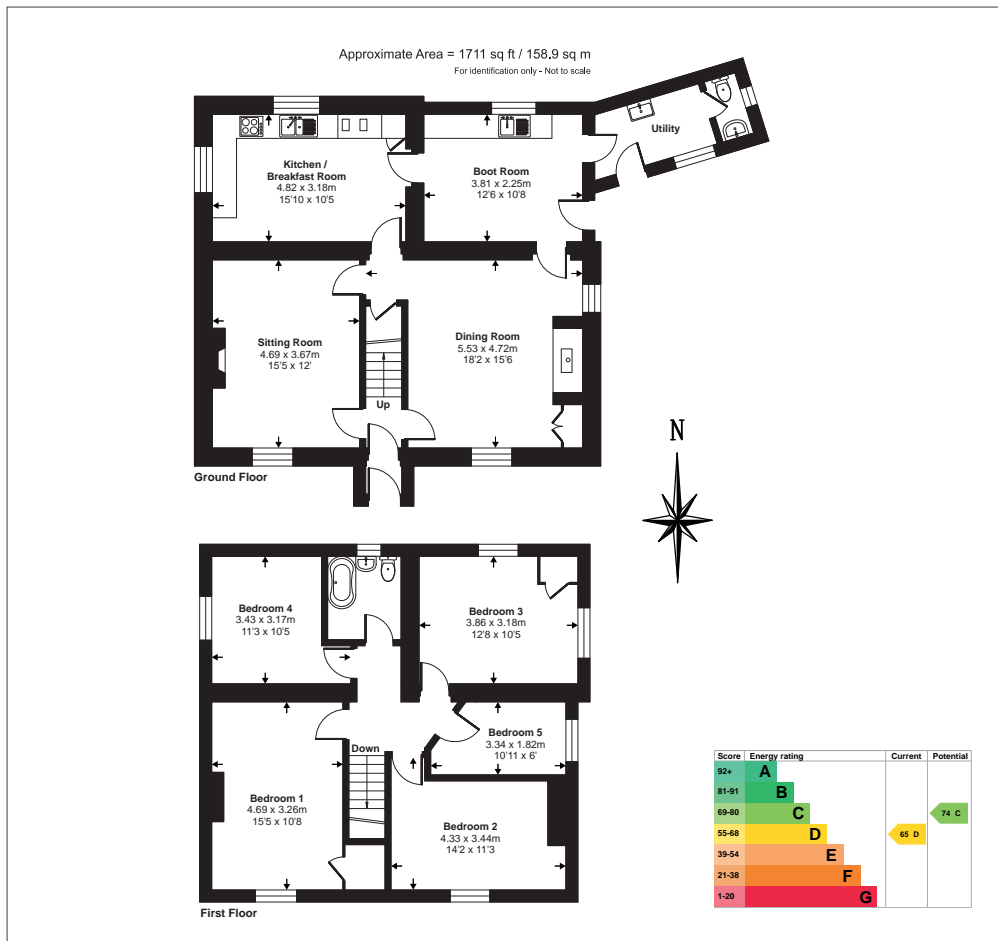 Approximate Area = 1711 sq ft / 158.9 sq m
For identification only - Not to scale
Utility
Kitchen /
Breakfast Room
4.82 x 3.18m
15'10 x 10'5
Boot Room
3.81 x 2.25m
12'6 x 10'8
Sitting Room
4.69 x 3.67m
15'5 x 12'
Dining Room
5.53 x 4.72m
18'2 x 15'6
Up
Ground Floor
N
Bedroom 4
3.43 x 3.17m
11'3 x 10'5
Bedroom 3
3.86 x 3.18m
12'8 x 10'5
Bedroom 5
3.34 x 1.82m
10'11 x 6'
Down
Bedroom 1
4.69 x 3.26m
15'5 x 10'8
Bedroom 2
4.33 x 3.44m
14'2 x 11'3
First Floor
Score Energy rating Current Potential
92+ A
81-91 B
69-80 C 74 C
55-68 D 65 D
39-54 E
21-38 F
1-20 G